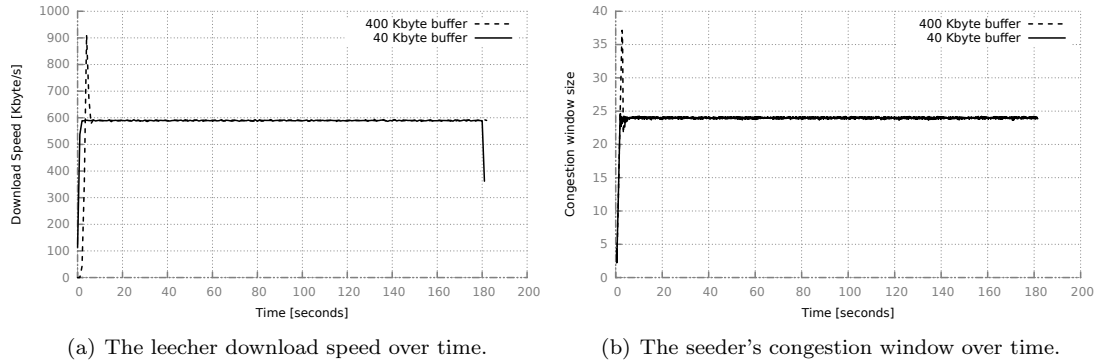 1000
900
800
700
600
500
400
300
200
100
0
Download Speed [Kbyte/s]
400 Kbyte buffer
40 Kbyte buffer
0 20 40 60 80 100 120 140 160 180 200
Time [seconds]
(a) The leecher download speed over time.
40
35
30
25
20
15
10
5
0
Congestion window size
400 Kbyte buffer
40 Kbyte buffer
0 20 40 60 80 100 120 140 160 180 200
Time [seconds]
(b) The seeder's congestion window over time.